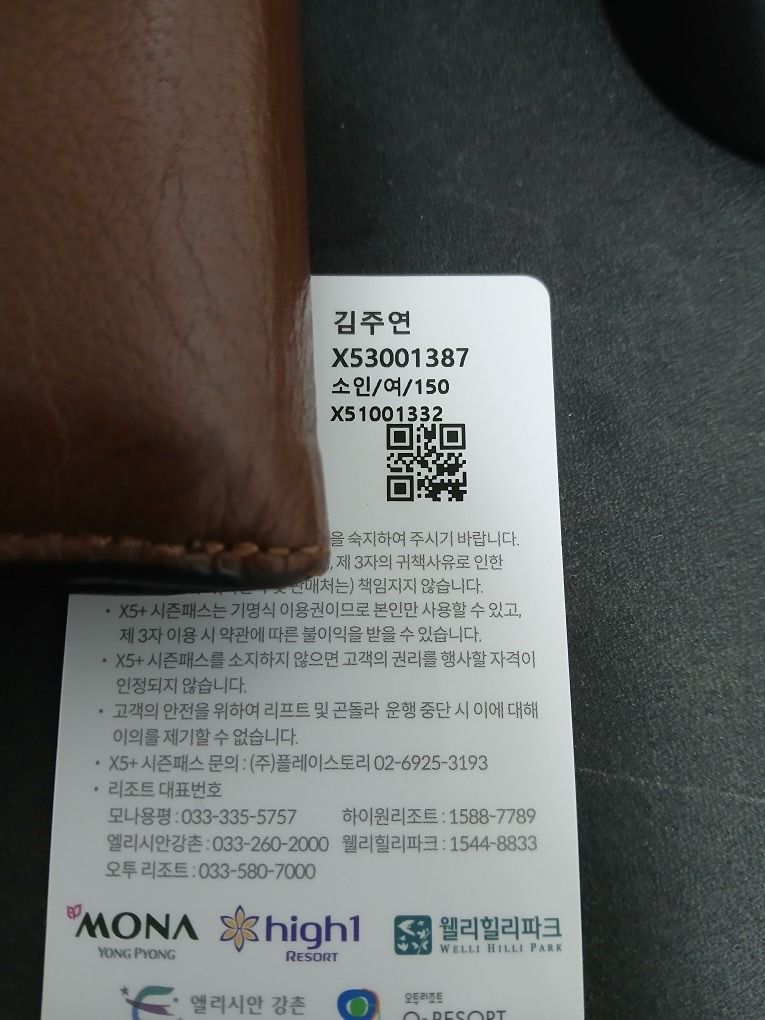 김주연
X53001387
소인/여/150
X51001332
을 숙지하여 주시기 바랍니다.
, 제 3자의 귀책사유로 인한
판매처는) 책임지지 않습니다.
• X5+ 시즌패스는 기명식 이용권이므로 본인만 사용할 수 있고,
제 3자 이용 시 약관에 따른 불이익을 받을 수 있습니다.
• X5+ 시즌패스를 소지하지 않으면 고객의 권리를 행사할 자격이
인정되지 않습니다.
• 고객의 안전을 위하여 리프트 및 곤돌라 운행 중단 시 이에 대해
이의를 제기할 수 없습니다.
• X5+ 시즌패스 문의 : (주)플레이스토리 02-6925-3193
• 리조트 대표번호
모나용평 : 033-335-5757 하이원리조트 : 1588-7789
엘리시안강촌 : 033-260-2000 웰리힐리파크 : 1544-8833
오투 리조트 : 033-580-7000
MONA YONG PYONG
high1 RESORT
웰리힐리파크 WELLI HILLI PARK
엘리시안 강촌
오투리조트
O2 RESORT